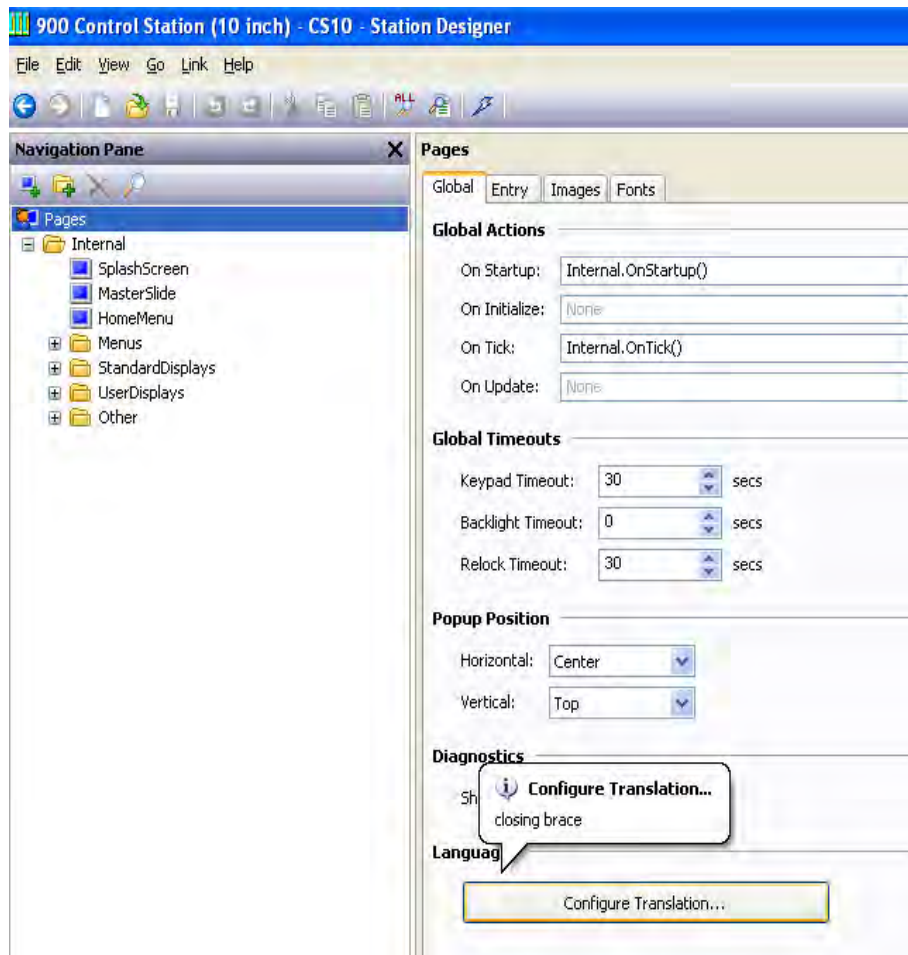 900 Control Station (10 inch) - CS10 - Station Designer
File Edit View Go Link Help
ALL
Navigation Pane
Pages
Internal
SplashScreen
MasterSlide
HomeMenu
Menus
StandardDisplays
UserDisplays
Other
Pages
Global Entry Images Fonts
Global Actions
On Startup: Internal.OnStartup()
On Initialize: None
On Tick: Internal.OnTick()
On Update: None
Global Timeouts
Keypad Timeout: 30 secs
Backlight Timeout: 0 secs
Relock Timeout: 30 secs
Popup Position
Horizontal: Center
Vertical: Top
Diagnostics
Sh
Configure Translation...
closing brace
Languag
Configure Translation...